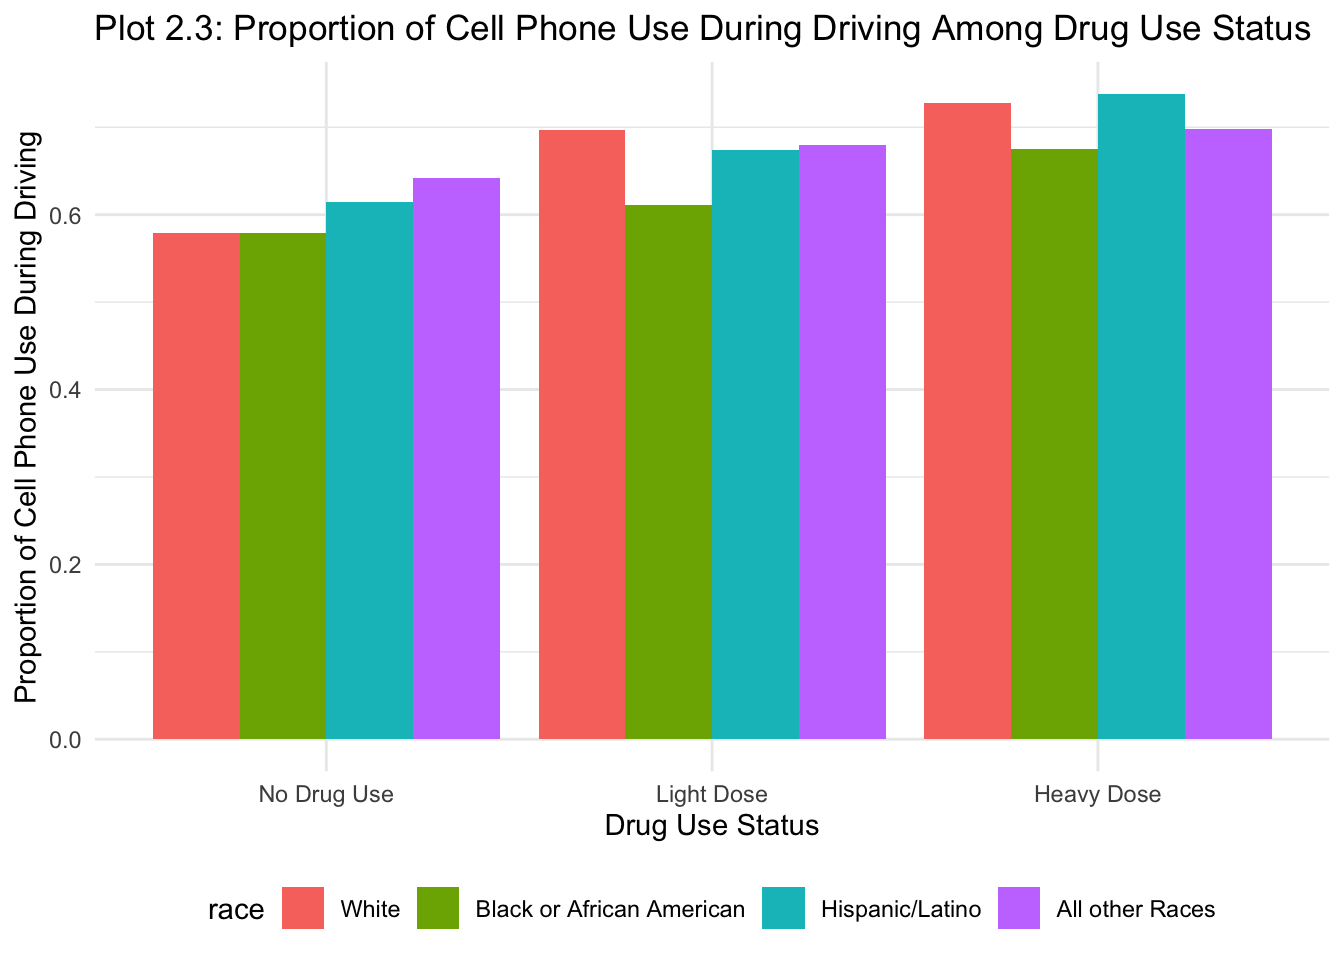 Plot 2.3: Proportion of Cell Phone Use During Driving Among Drug Use Status
Proportion of Cell Phone Use During Driving
0.6
0.4
0.2
0.0
No Drug Use
Light Dose
Heavy Dose
Drug Use Status
race
White
Black or African American
Hispanic/Latino
All other Races